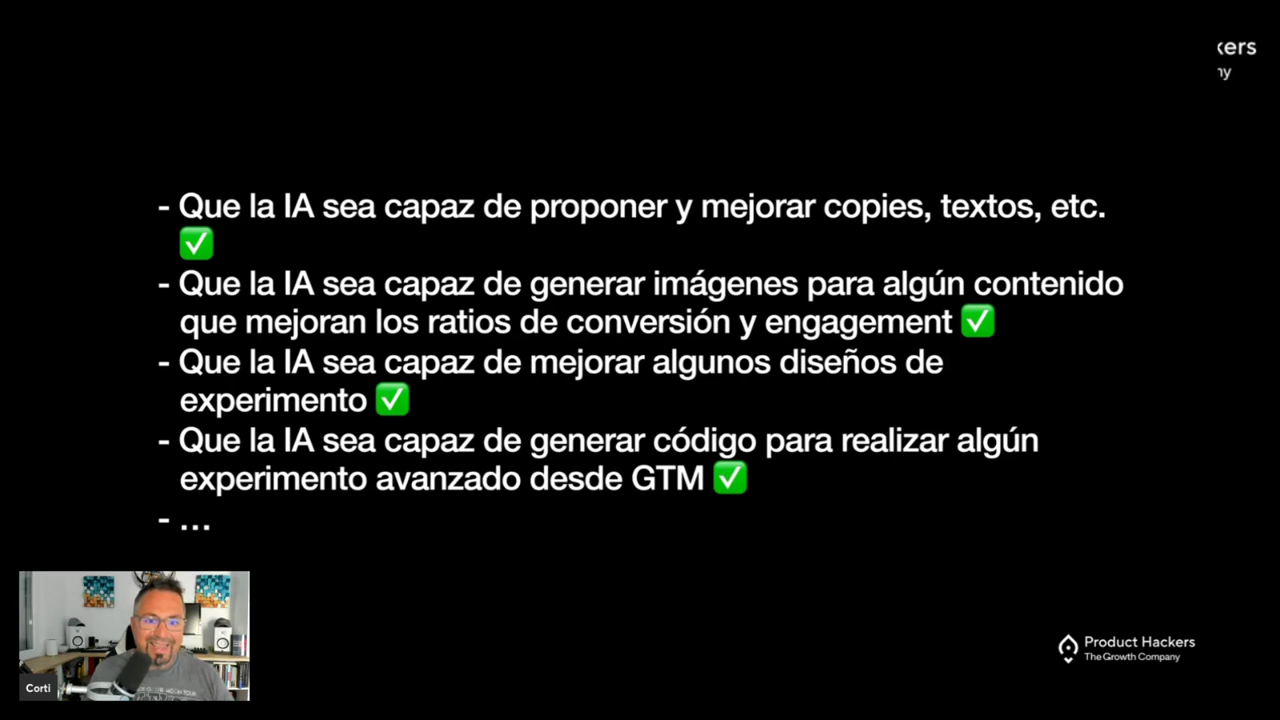 kers
ny
- Que la IA sea capaz de proponer y mejorar copies, textos, etc.
✅
- Que la IA sea capaz de generar imágenes para algún contenido
que mejoran los ratios de conversión y engagement ✅
- Que la IA sea capaz de mejorar algunos diseños de
experimento ✅
- Que la IA sea capaz de generar código para realizar algún
experimento avanzado desde GTM ✅
- ...
Corti
Product Hackers
The Growth Company